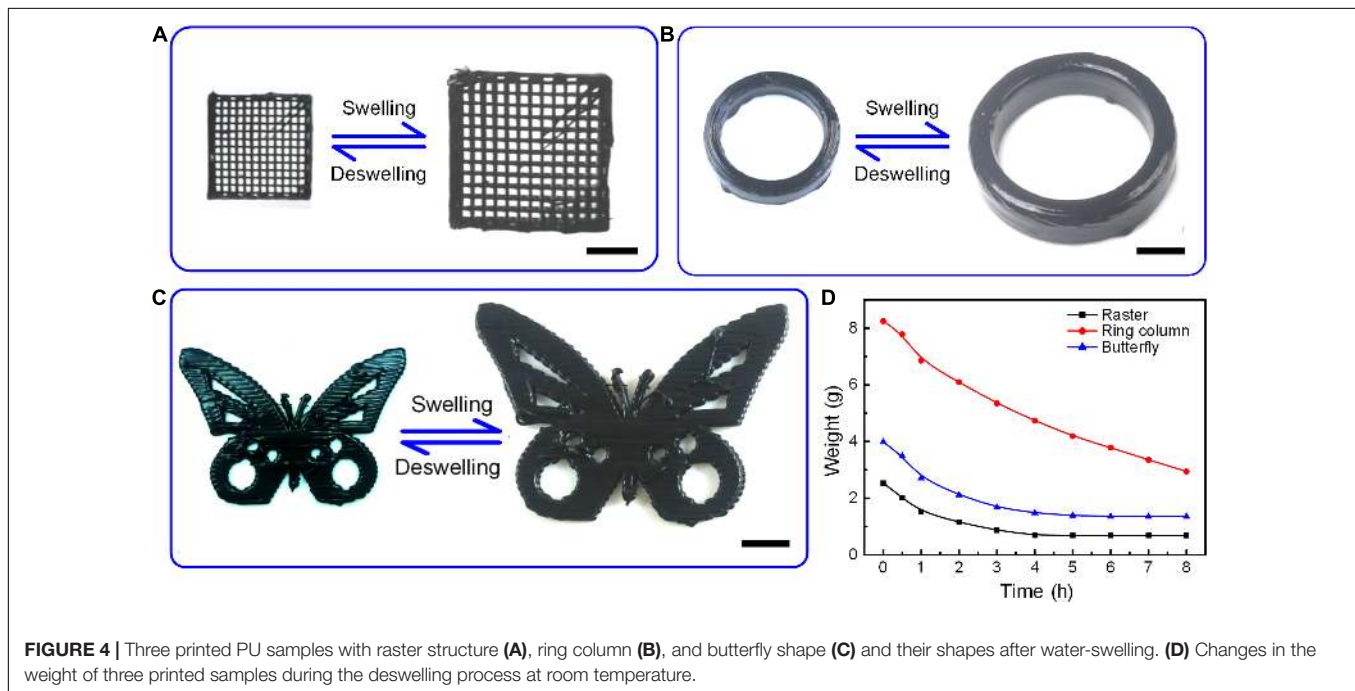 A
Swelling
Deswelling
B
Swelling
Deswelling
C
Swelling
Deswelling
D
Raster
Ring column
Butterfly
8
6
4
2
0
Weight (g)
0 1 2 3 4 5 6 7 8
Time (h)
FIGURE 4 | Three printed PU samples with raster structure (A), ring column (B), and butterfly shape (C) and their shapes after water-swelling. (D) Changes in the
weight of three printed samples during the deswelling process at room temperature.